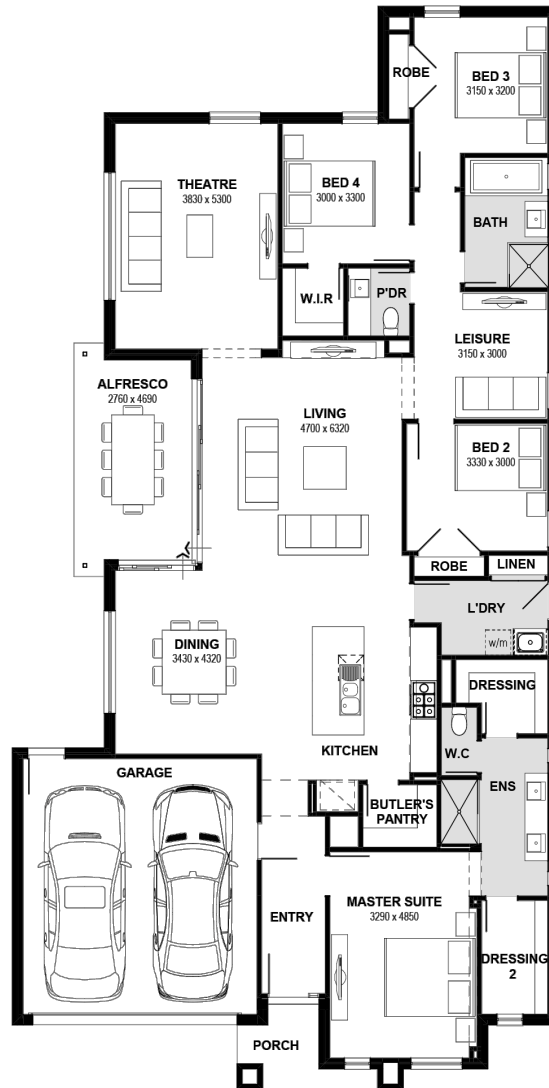 ROBE
BED 3
3150 x 3200
THEATRE
3830 x 5300
BED 4
3000 x 3300
BATH
W.I.R
P'DR
LEISURE
3150 x 3000
ALFRESCO
2760 x 4690
LIVING
4700 x 6320
BED 2
3330 x 3000
ROBE
LINEN
L'DRY
w/m
DINING
3430 x 4320
DRESSING
KITCHEN
W.C
GARAGE
ENS
BUTLER'S
PANTRY
MASTER SUITE
3290 x 4850
ENTRY
DRESSING
2
PORCH